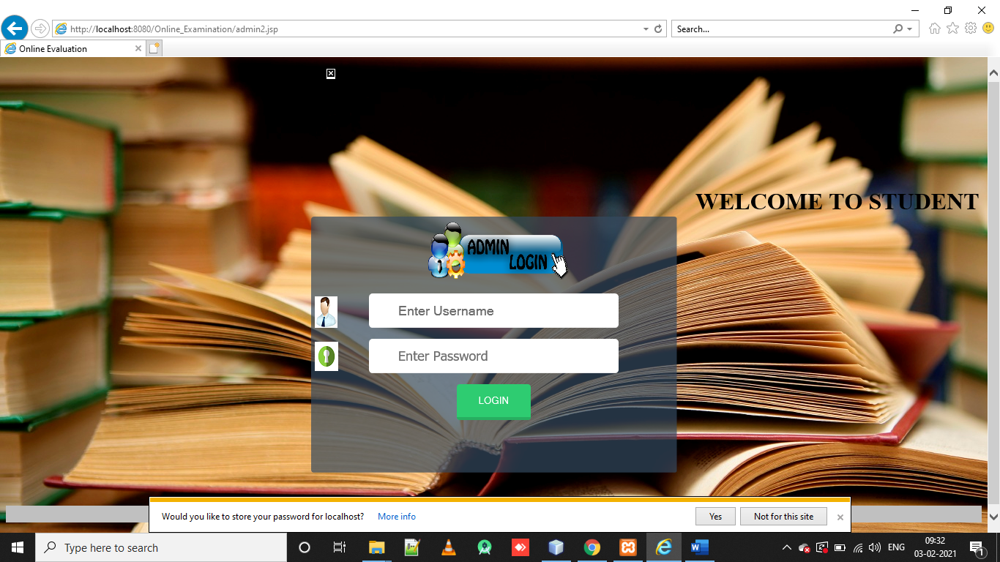 http://localhost:8080/Online_Examination/admin2.jsp
Search...
Online Evaluation
WELCOME TO STUDENT
ADMIN
LOGIN
Enter Username
Enter Password
LOGIN
Would you like to store your password for localhost? More info
Yes
Not for this site
Type here to search
ENG
09:32
03-02-2021
1